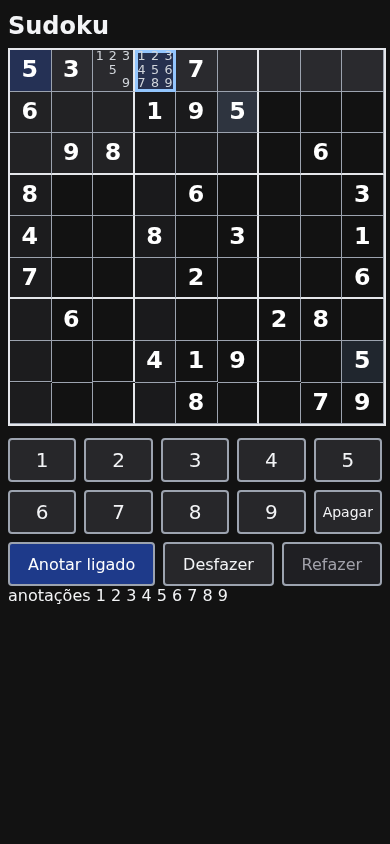 Sudoku
5 3 1 2 3 5 9 1 2 3 4 5 6 7 8 9 7
6 1 9 5
9 8 6
8 6 3
4 8 3 1
7 2 6
6 2 8
4 1 9 5
8 7 9
1 2 3 4 5
6 7 8 9 Apagar
Anotar ligado Desfazer Refazer
anotações 1 2 3 4 5 6 7 8 9